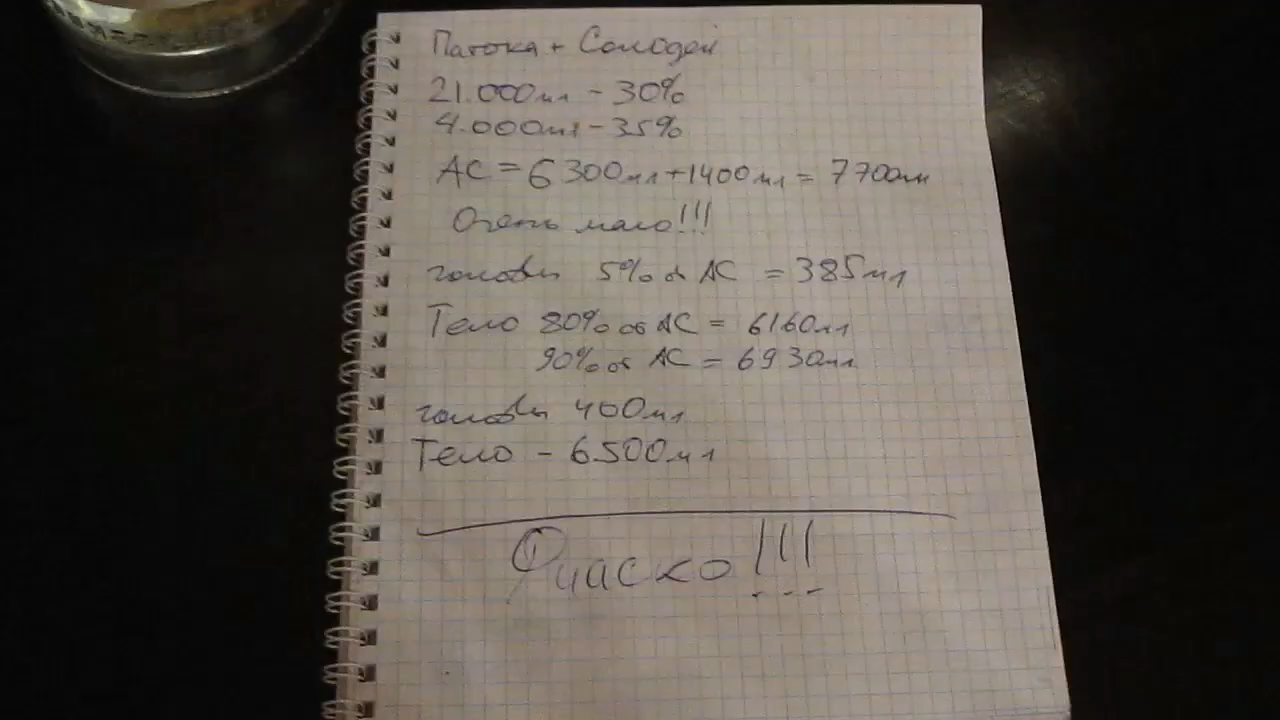 Патока + Солодей
21.000мл - 30%
4.000мл - 35%
АС = 6300мл + 1400мл = 7700мл
Очень мало!!!
головы 5% от АС = 385мл
Тело 80% от АС = 6160мл
90% от АС = 6930мл
головы 400мл
Тело - 6.500мл
Фиаско!!!